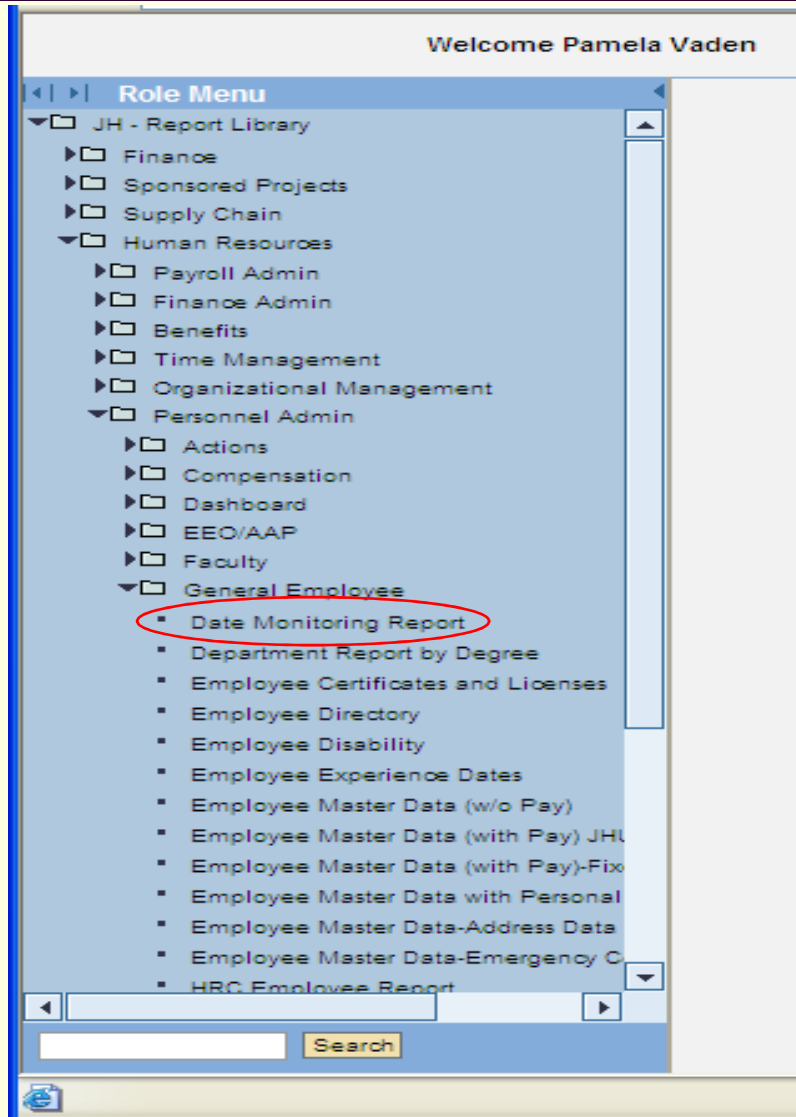 Welcome Pamela Vaden
Role Menu
JH - Report Library
Finance
Sponsored Projects
Supply Chain
Human Resources
Payroll Admin
Finance Admin
Benefits
Time Management
Organizational Management
Personnel Admin
Actions
Compensation
Dashboard
EEO/AAP
Faculty
General Employee
Date Monitoring Report
Department Report by Degree
Employee Certificates and Licenses
Employee Directory
Employee Disability
Employee Experience Dates
Employee Master Data (w/o Pay)
Employee Master Data (with Pay) JHU
Employee Master Data (with Pay)-Fix
Employee Master Data with Personal
Employee Master Data-Address Data
Employee Master Data-Emergency C
HRC Employee Report
Search